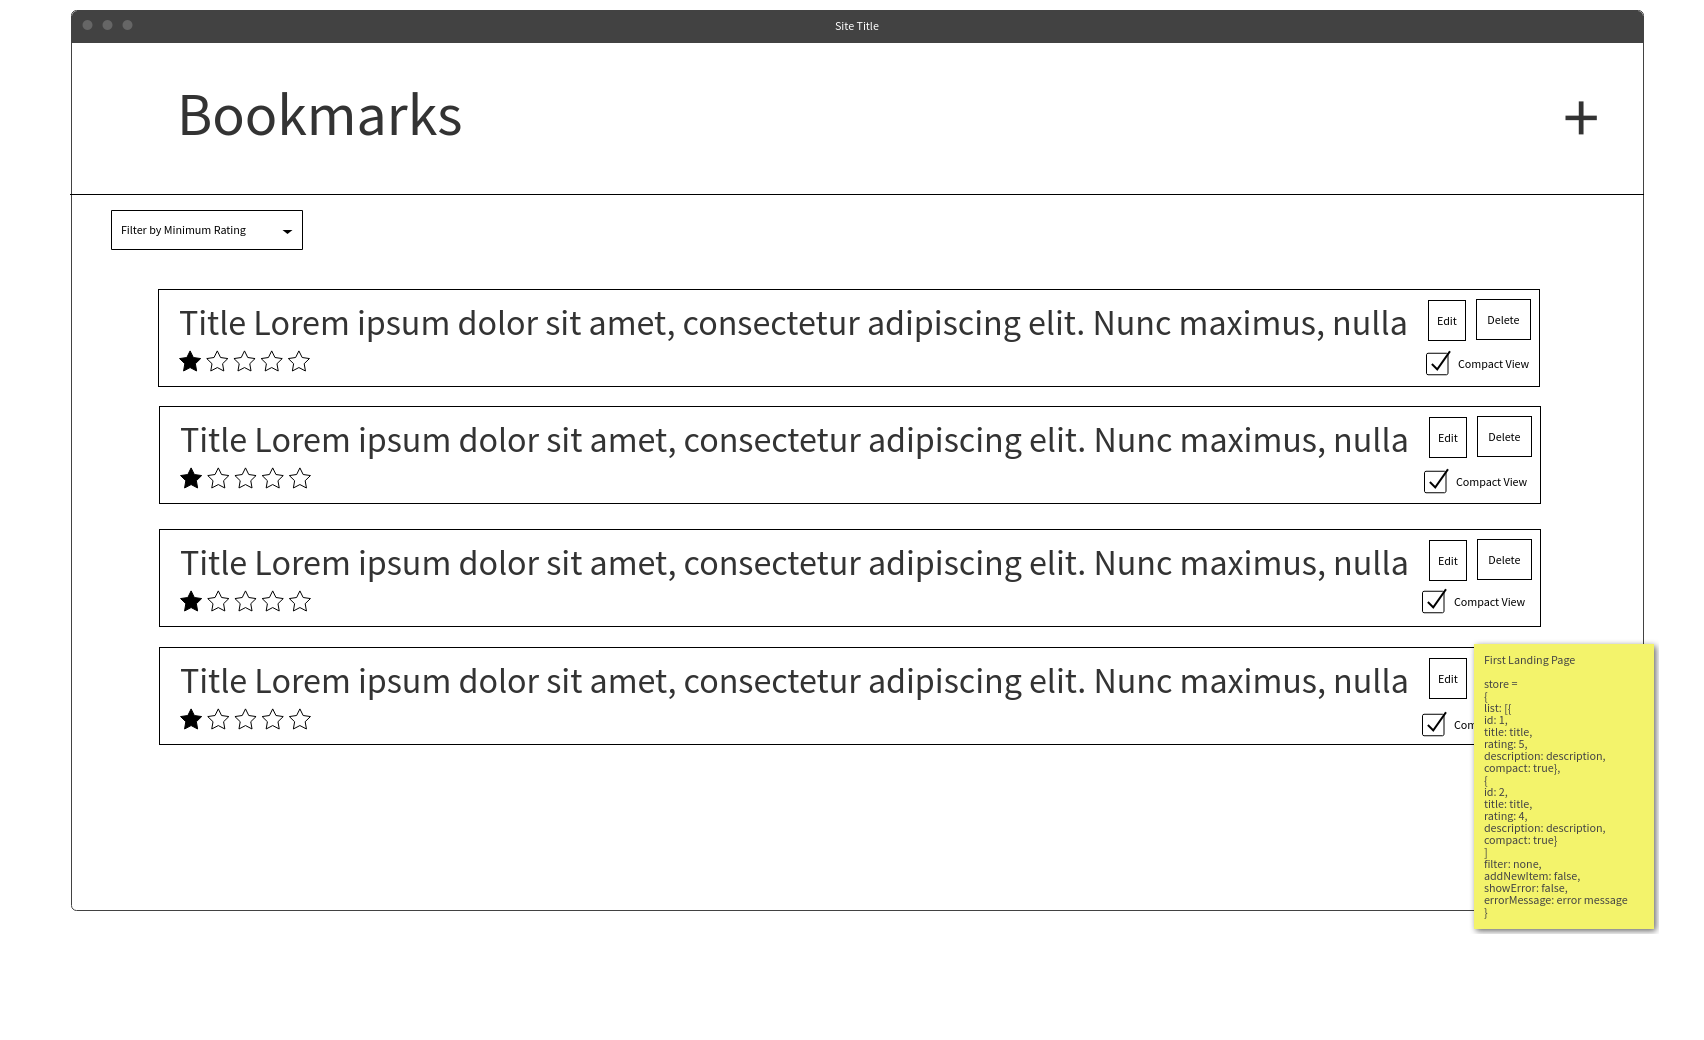 Site Title
Bookmarks
+
Filter by Minimum Rating
Title Lorem ipsum dolor sit amet, consectetur adipiscing elit. Nunc maximus, nulla
Edit
Delete
Compact View
Title Lorem ipsum dolor sit amet, consectetur adipiscing elit. Nunc maximus, nulla
Edit
Delete
Compact View
Title Lorem ipsum dolor sit amet, consectetur adipiscing elit. Nunc maximus, nulla
Edit
Delete
Compact View
Title Lorem ipsum dolor sit amet, consectetur adipiscing elit. Nunc maximus, nulla
Edit
Com
First Landing Page
store =
{
list: [{
id: 1,
title: title,
rating: 5,
description: description,
compact: true},
{
id: 2,
title: title,
rating: 4,
description: description,
compact: true}
]
filter: none,
addNewItem: false,
showError: false,
errorMessage: error message
}